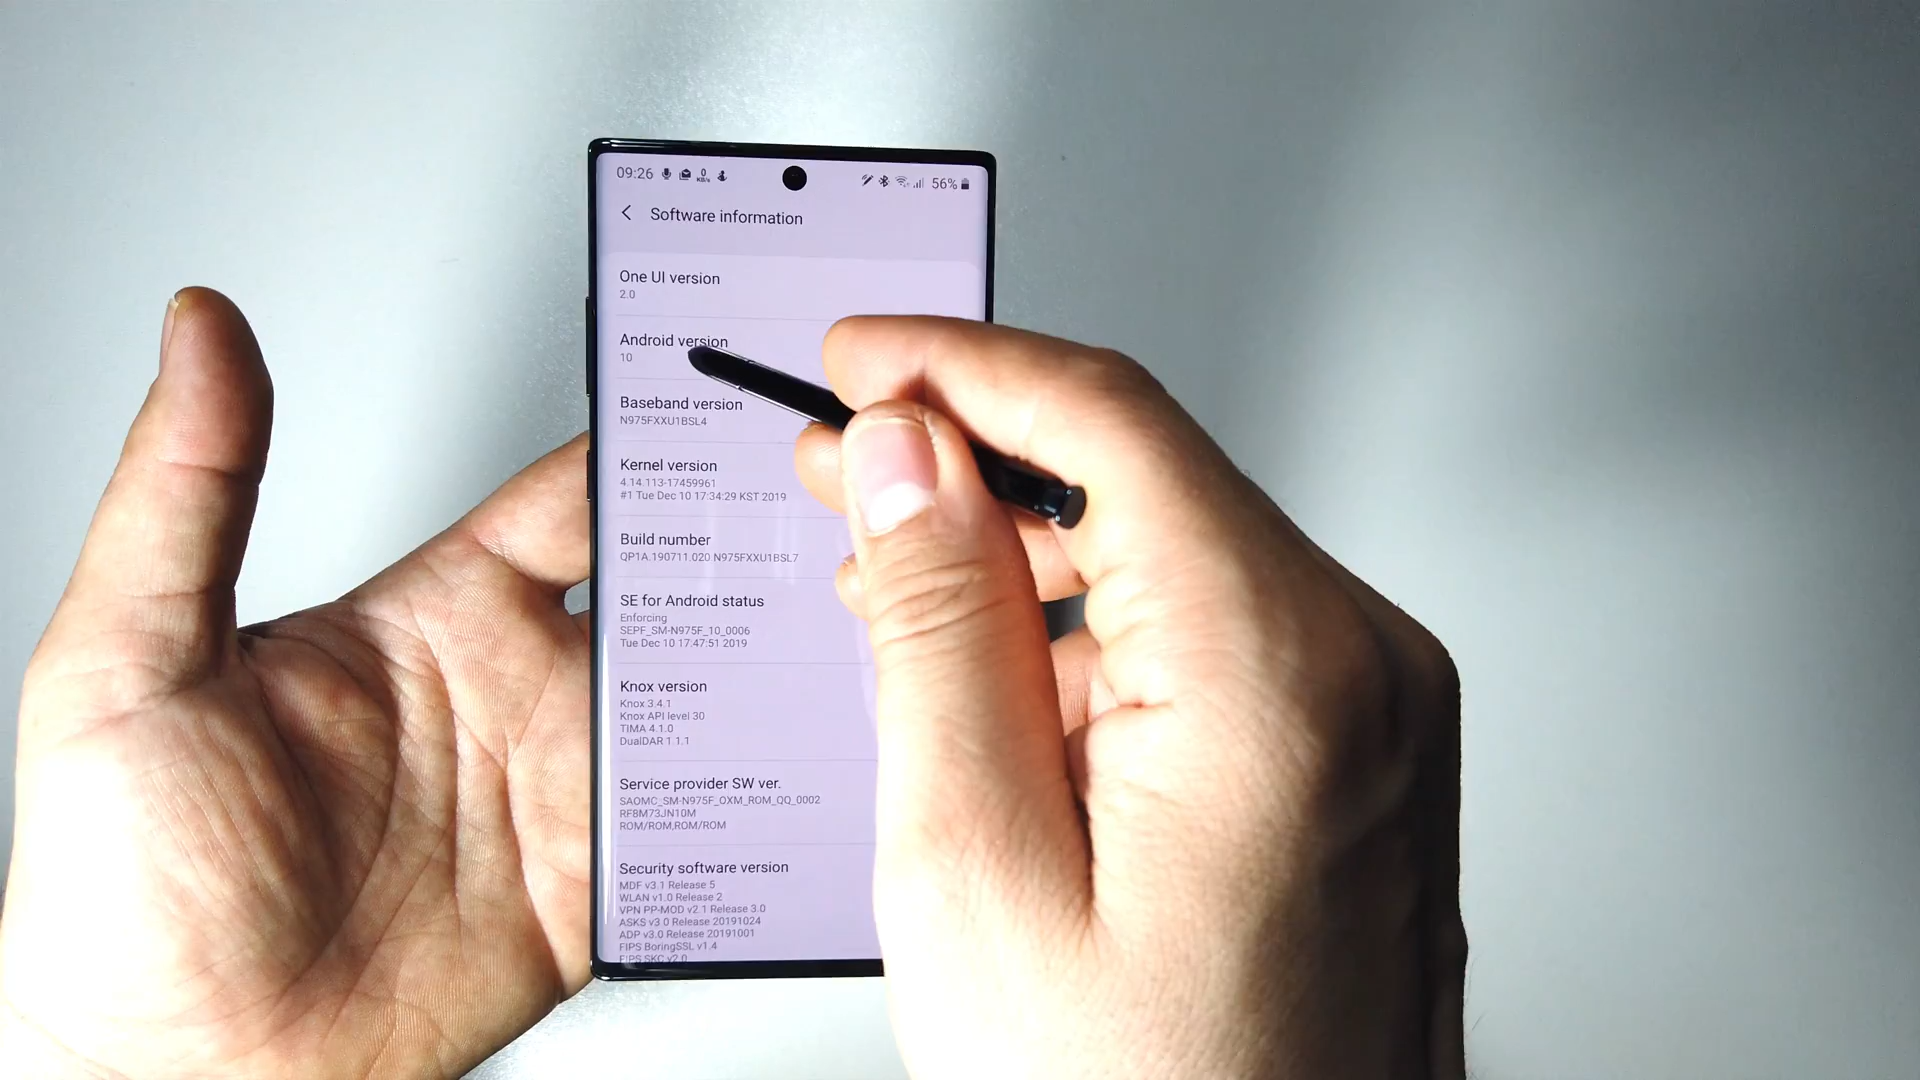 09:26 0 KB/s 56%
Software information
One UI version
2.0
Android version
10
Baseband version
N975FXXU1BSL4
Kernel version
4.14.113-17459961
#1 Tue Dec 10 17:34:29 KST 2019
Build number
QP1A.190711.020.N975FXXU1BSL7
SE for Android status
Enforcing
SEPF_SM-N975F_10_0006
Tue Dec 10 17:47:51 2019
Knox version
Knox 3.4.1
Knox API level 30
TIMA 4.1.0
DualDAR 1.1.1
Service provider SW ver.
SAOMC_SM-N975F_OXM_ROM_QQ_0002
RF8M73JN10M
ROM/ROM,ROM/ROM
Security software version
MDF v3.1 Release 5
WLAN v1.0 Release 2
VPN PP-MOD v2.1 Release 3.0
ASKS v3.0 Release 20191024
ADP v3.0 Release 20191001
FIPS BoringSSL v1.4
FIPS SKC v2.0